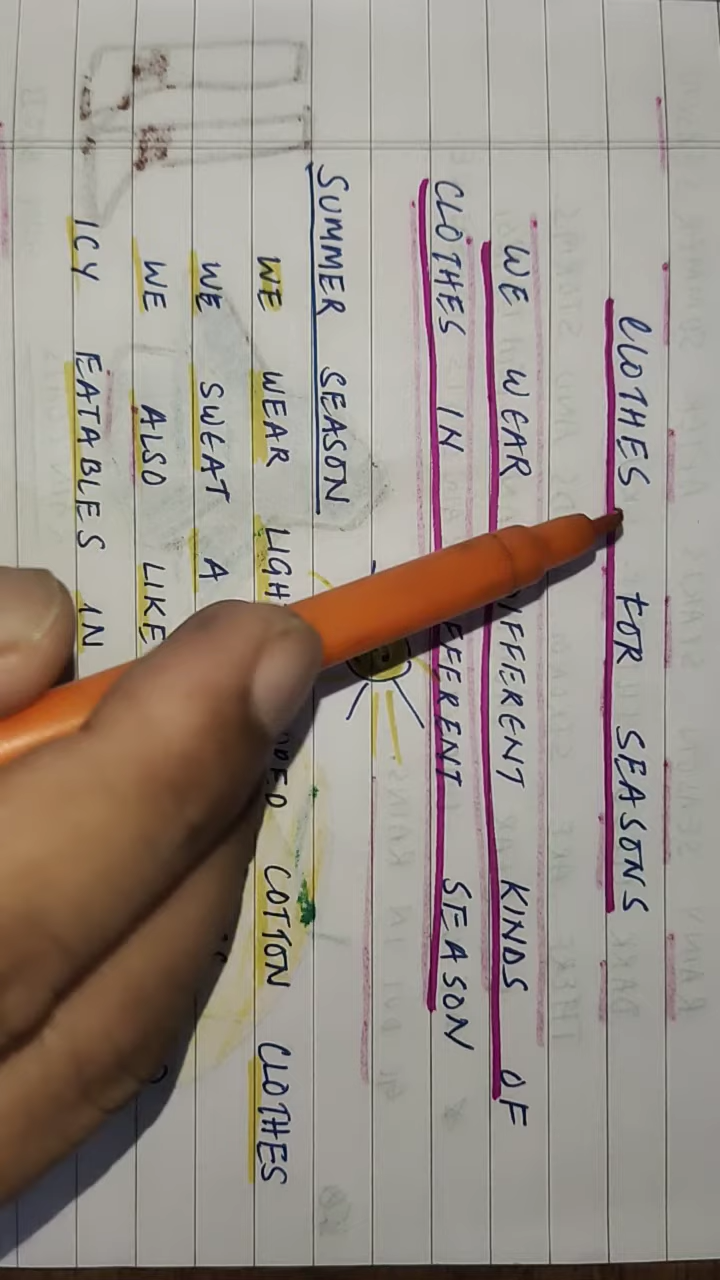 CLOTHES FOR SEASONS
WE WEAR DIFFERENT KINDS OF
CLOTHES IN DIFFERENT SEASON
SUMMER SEASON
WE WEAR LIGH DED COTTON CLOTHES
WE SWEAT A
WE ALSO LIKE
ICY EATABLES IN